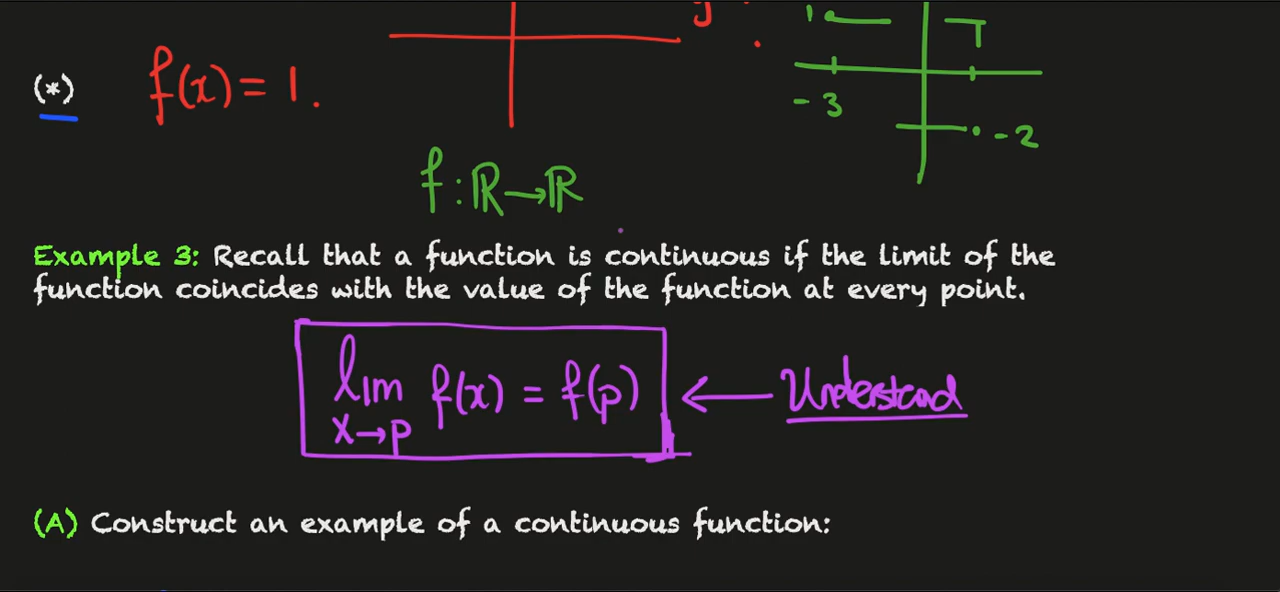 (*) f(x) = 1.
-3
-2
f : ℝ → ℝ
Example 3: Recall that a function is continuous if the limit of the
function coincides with the value of the function at every point.
lim f(x) = f(p) ← Understand
x→p
(A) Construct an example of a continuous function: